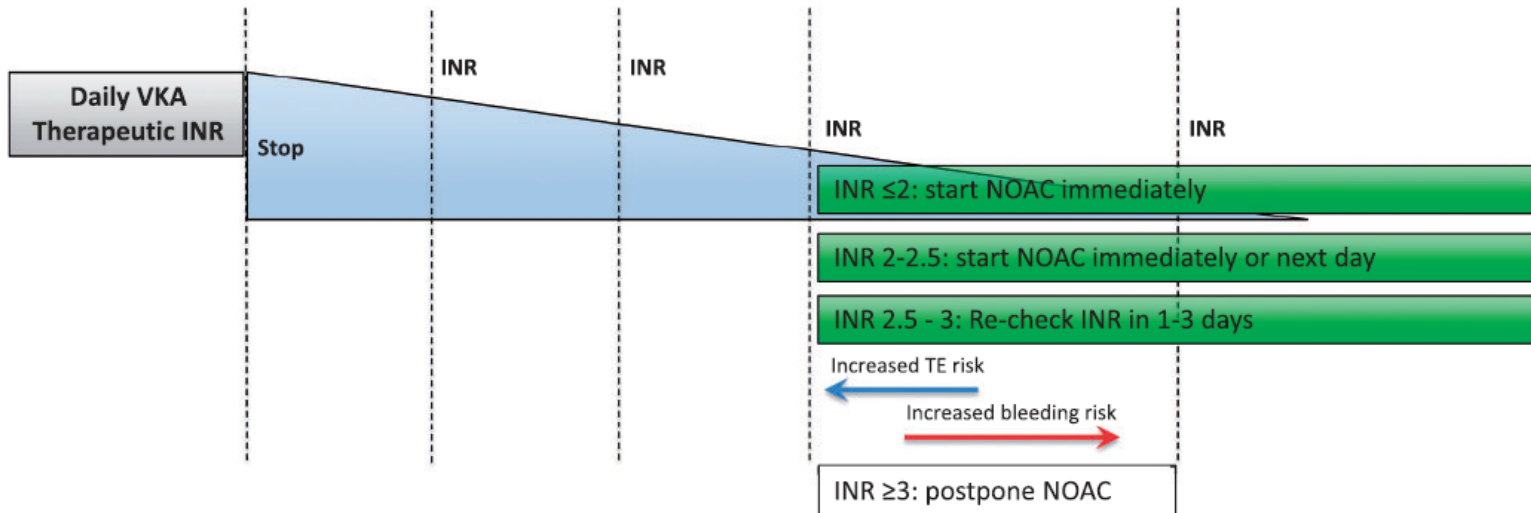 INR
INR
Daily VKA
Therapeutic INR
Stop
INR
INR
INR ≤2: start NOAC immediately
INR 2-2.5: start NOAC immediately or next day
INR 2.5 - 3: Re-check INR in 1-3 days
Increased TE risk
Increased bleeding risk
INR ≥3: postpone NOAC